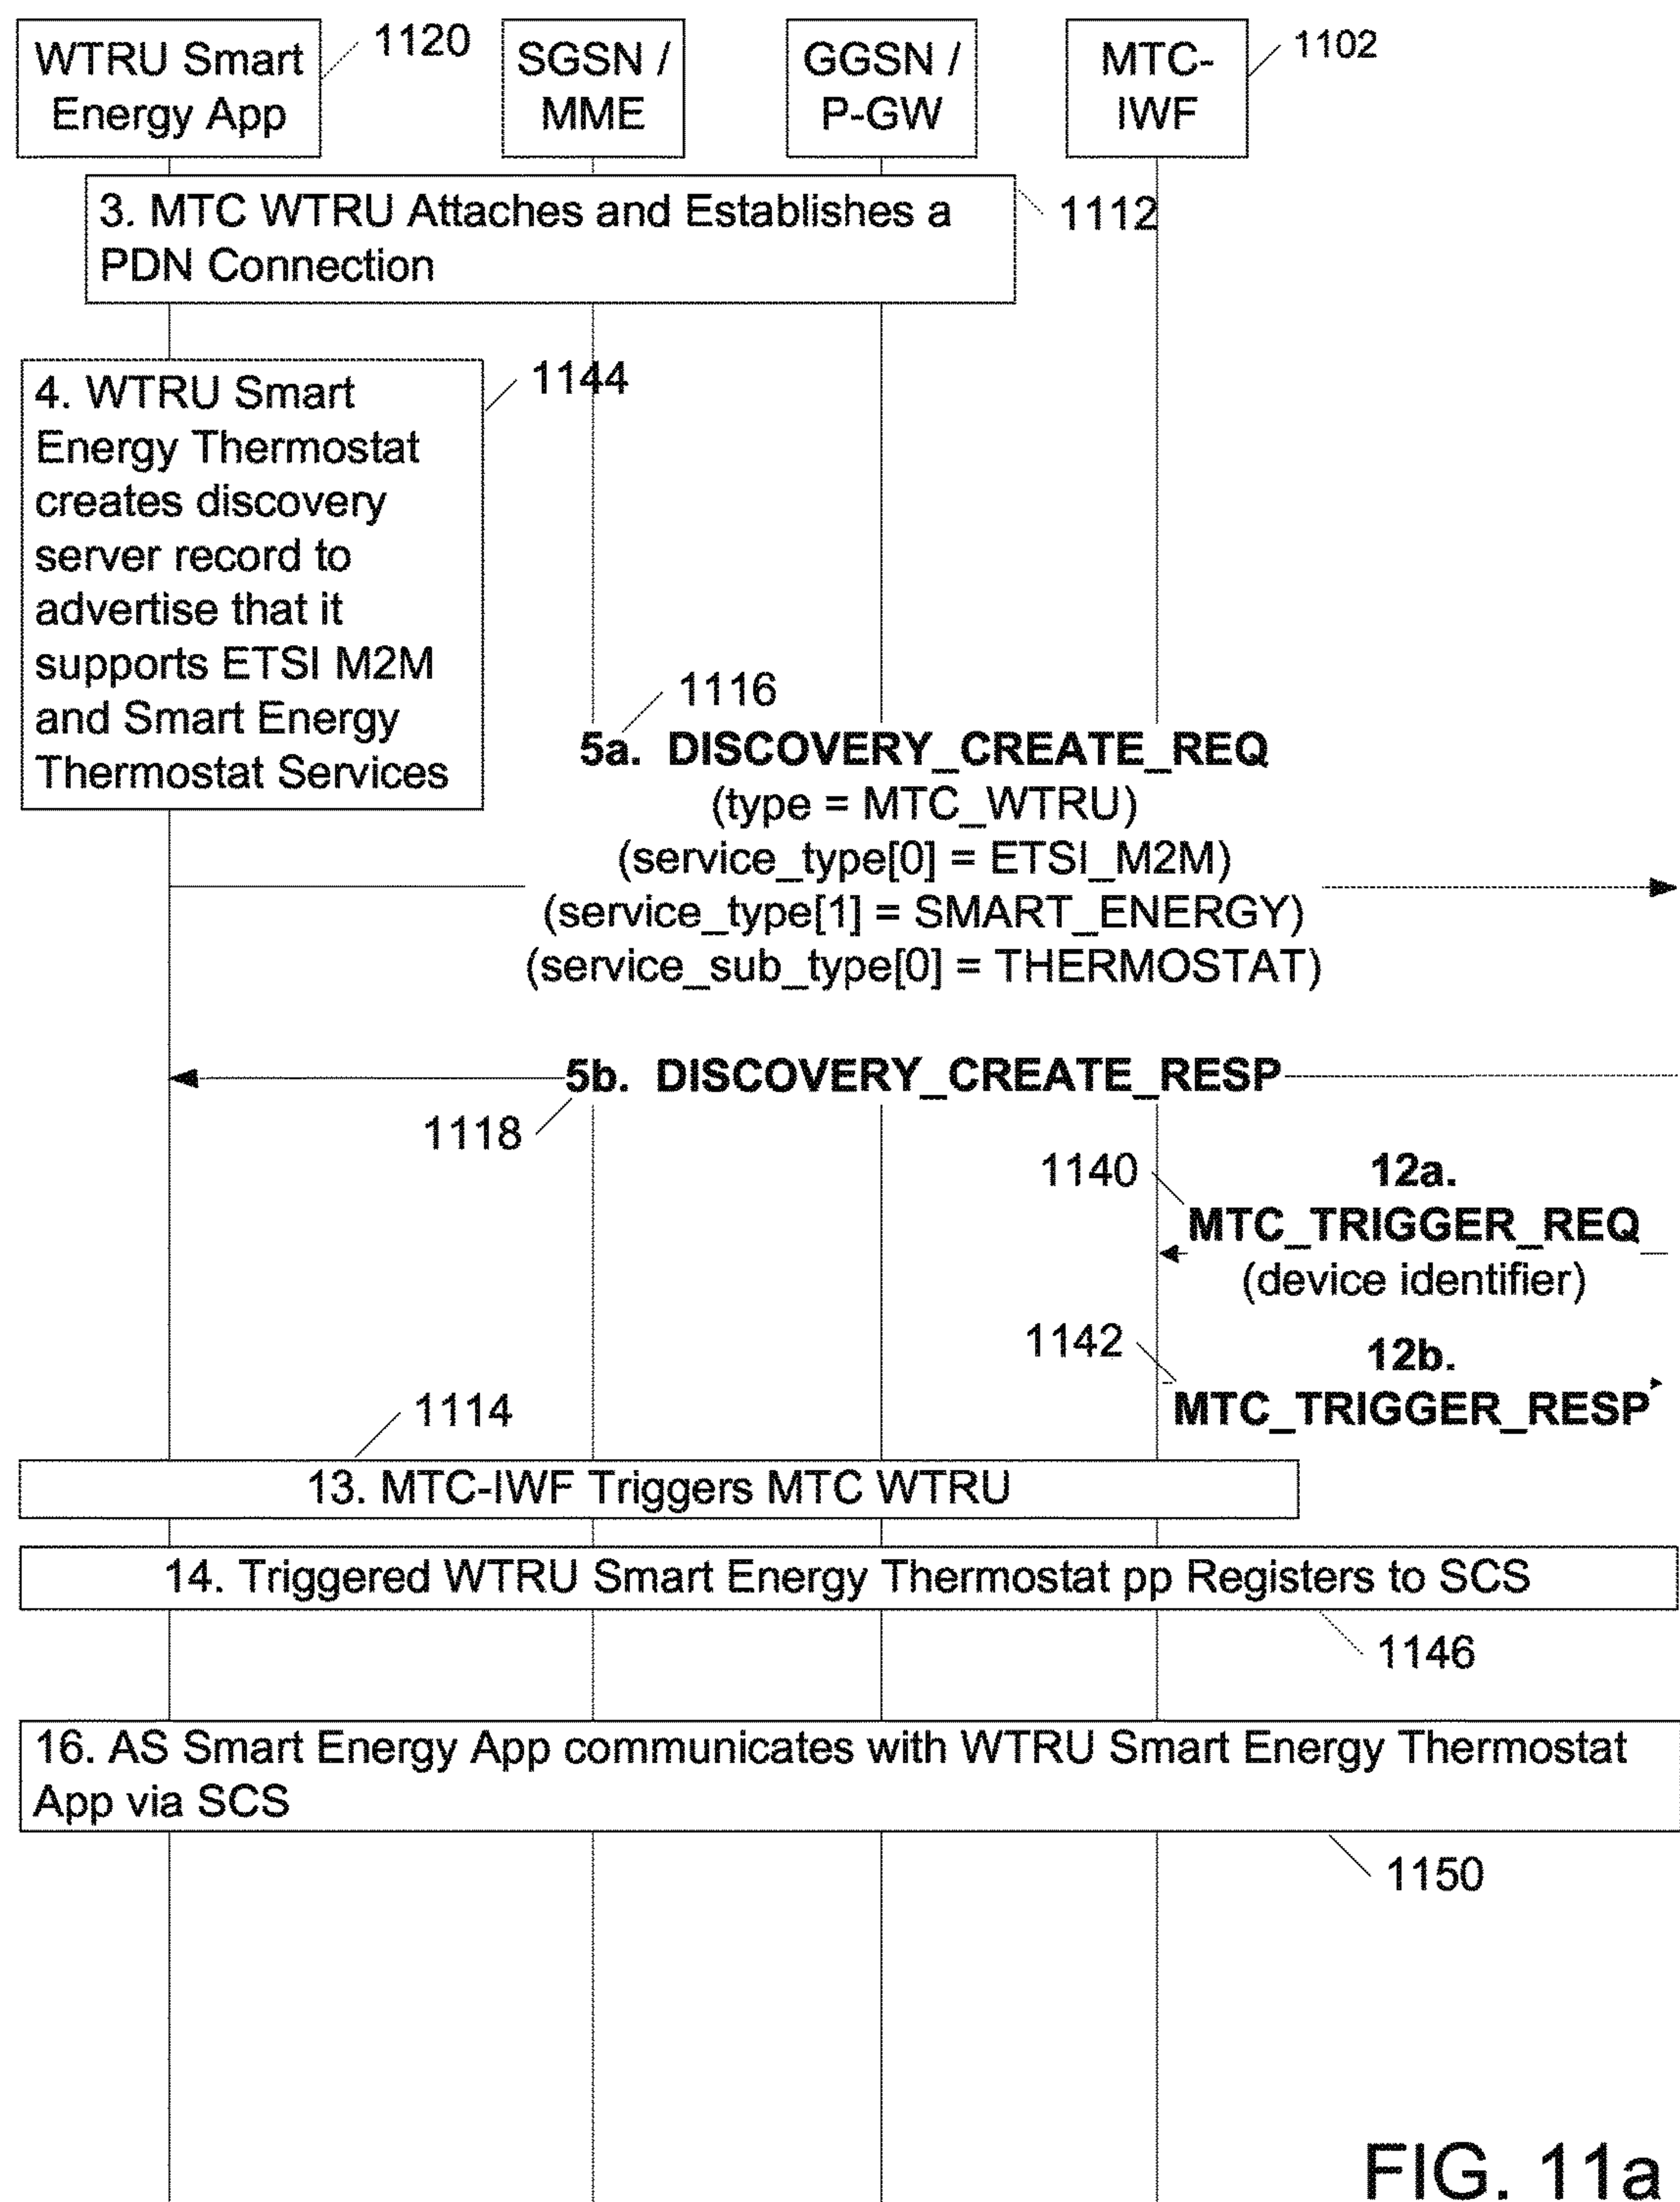 WTRU Smart
Energy App
1120
SGSN /
MME
GGSN /
P-GW
MTC-
IWF
1102
3. MTC WTRU Attaches and Establishes a
PDN Connection
1112
4. WTRU Smart
Energy Thermostat
creates discovery
server record to
advertise that it
supports ETSI M2M
and Smart Energy
Thermostat Services
1144
1116
5a. DISCOVERY_CREATE_REQ
(type = MTC_WTRU)
(service_type[0] = ETSI_M2M)
(service_type[1] = SMART_ENERGY)
(service_sub_type[0] = THERMOSTAT)
5b. DISCOVERY_CREATE_RESP
1118
1140
12a.
MTC_TRIGGER_REQ
(device identifier)
1142
12b.
MTC_TRIGGER_RESP
1114
13. MTC-IWF Triggers MTC WTRU
14. Triggered WTRU Smart Energy Thermostat pp Registers to SCS
1146
16. AS Smart Energy App communicates with WTRU Smart Energy Thermostat
App via SCS
1150
FIG. 11a